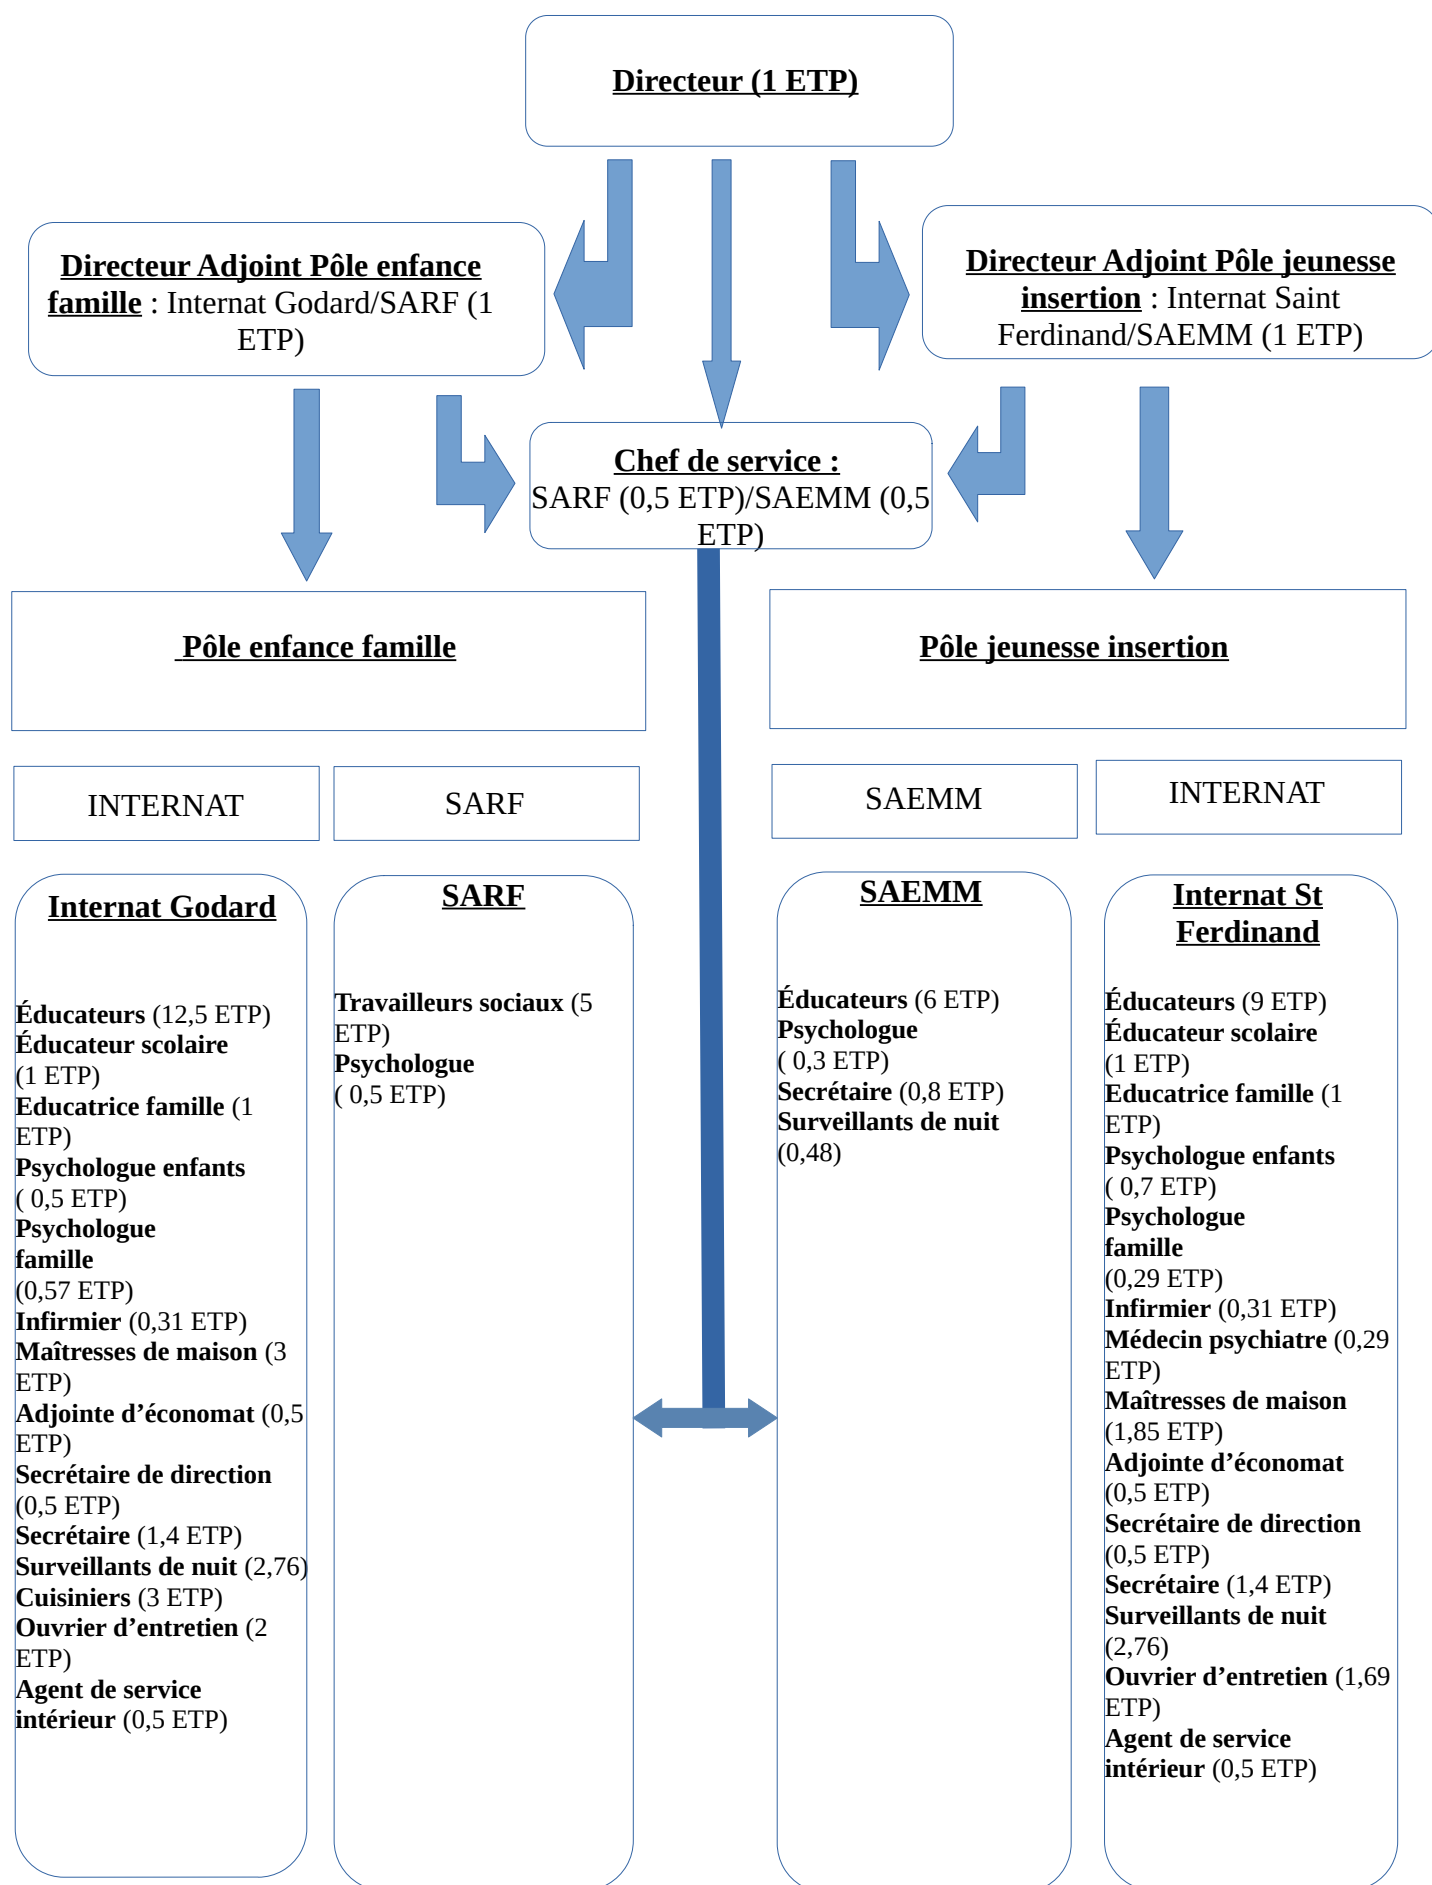 Directeur (1 ETP)
Directeur Adjoint Pôle enfance
famille : Internat Godard/SARF (1
ETP)
Directeur Adjoint Pôle jeunesse
insertion : Internat Saint
Ferdinand/SAEMM (1 ETP)
Chef de service :
SARF (0,5 ETP)/SAEMM (0,5
ETP)
Pôle enfance famille
Pôle jeunesse insertion
INTERNAT
SARF
SAEMM
INTERNAT
Internat Godard
Éducateurs (12,5 ETP)
Éducateur scolaire
(1 ETP)
Educatrice famille (1
ETP)
Psychologue enfants
( 0,5 ETP)
Psychologue
famille
(0,57 ETP)
Infirmier (0,31 ETP)
Maîtresses de maison (3
ETP)
Adjointe d’économat (0,5
ETP)
Secrétaire de direction
(0,5 ETP)
Secrétaire (1,4 ETP)
Surveillants de nuit (2,76)
Cuisiniers (3 ETP)
Ouvrier d’entretien (2
ETP)
Agent de service
intérieur (0,5 ETP)
SARF
Travailleurs sociaux (5
ETP)
Psychologue
( 0,5 ETP)
SAEMM
Éducateurs (6 ETP)
Psychologue
( 0,3 ETP)
Secrétaire (0,8 ETP)
Surveillants de nuit
(0,48)
Internat St
Ferdinand
Éducateurs (9 ETP)
Éducateur scolaire
(1 ETP)
Educatrice famille (1
ETP)
Psychologue enfants
( 0,7 ETP)
Psychologue
famille
(0,29 ETP)
Infirmier (0,31 ETP)
Médecin psychiatre (0,29
ETP)
Maîtresses de maison
(1,85 ETP)
Adjointe d’économat
(0,5 ETP)
Secrétaire de direction
(0,5 ETP)
Secrétaire (1,4 ETP)
Surveillants de nuit
(2,76)
Ouvrier d’entretien (1,69
ETP)
Agent de service
intérieur (0,5 ETP)